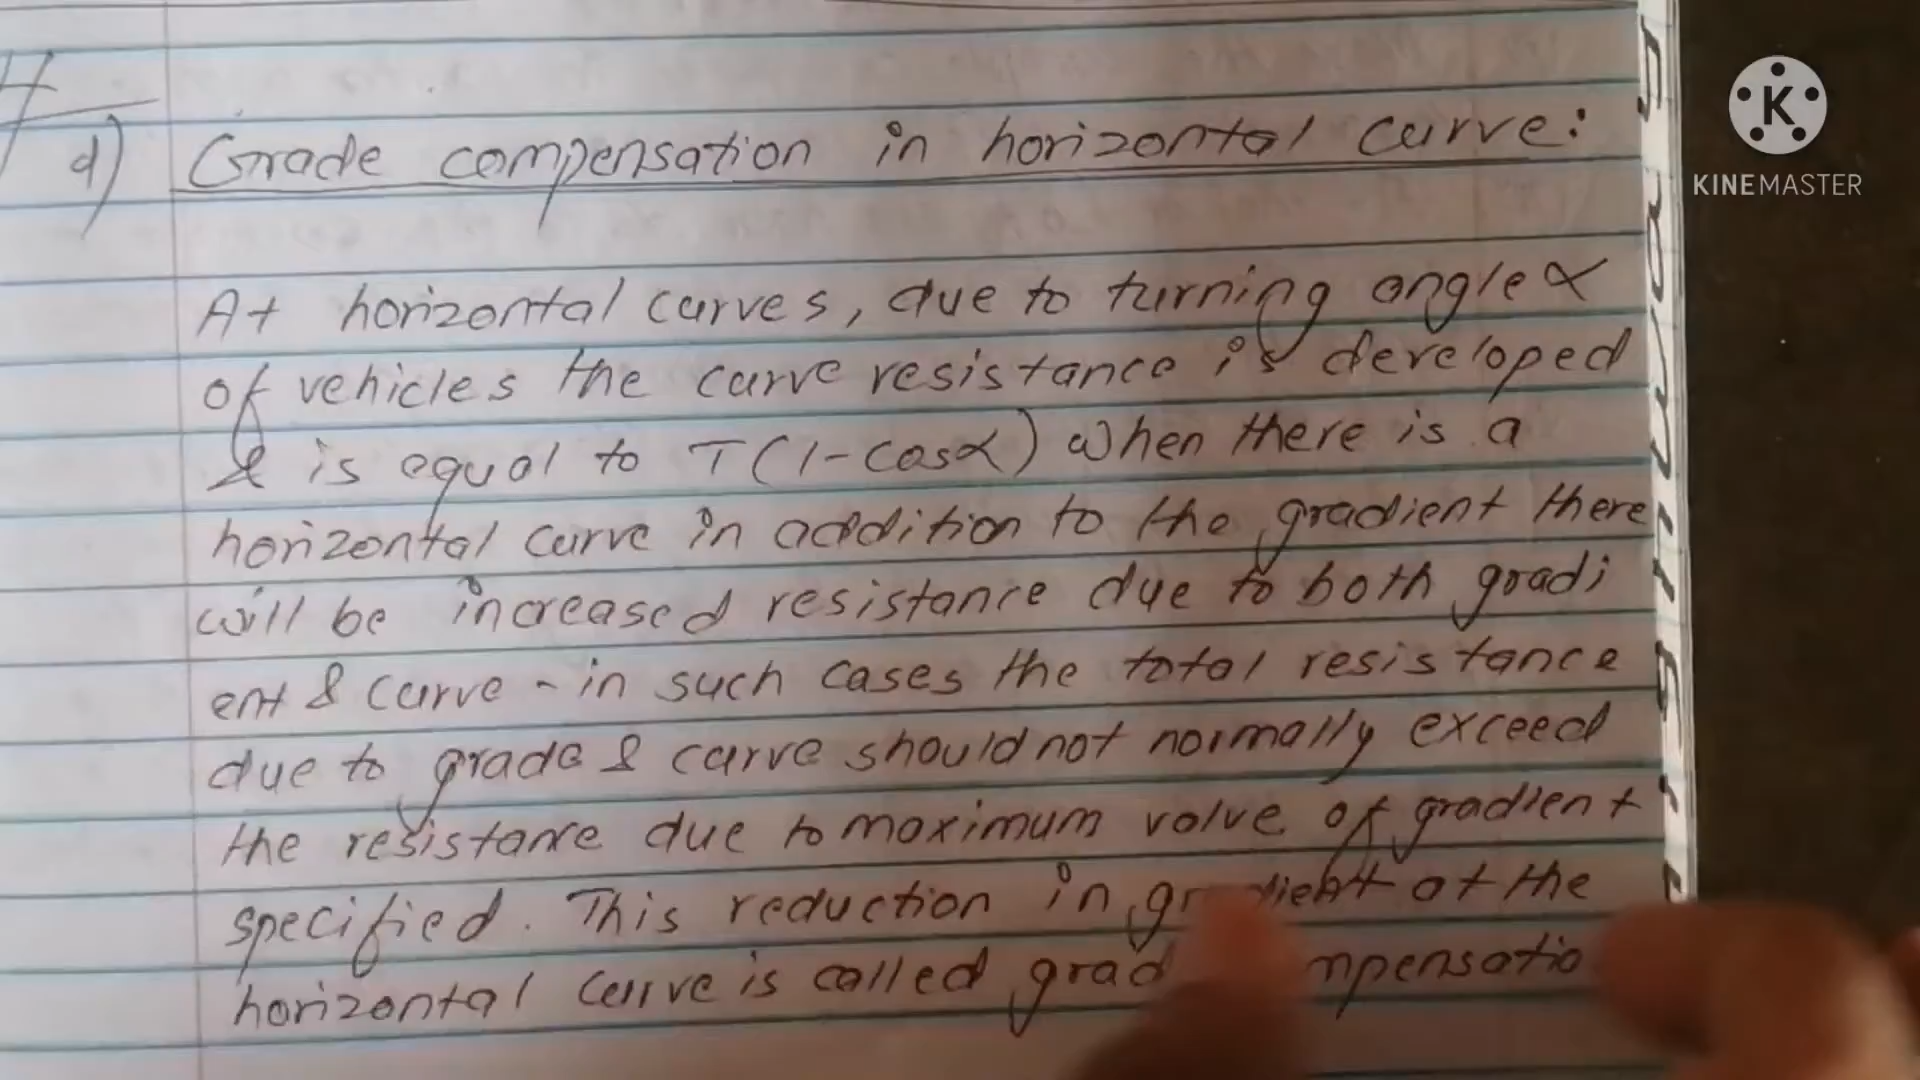 d) Grade compensation in horizontal curve:
At horizontal curves, due to turning angle α
of vehicles the curve resistance is developed
& is equal to T(1-cosα) when there is a
horizontal curve in addition to the gradient there
will be increased resistance due to both gradi
ent & curve - in such cases the total resistance
due to grade & curve should not normally exceed
the resistance due to maximum value of gradient
specified. This reduction in gradient at the
horizontal curve is called grad mpensatio
K
KINEMASTER